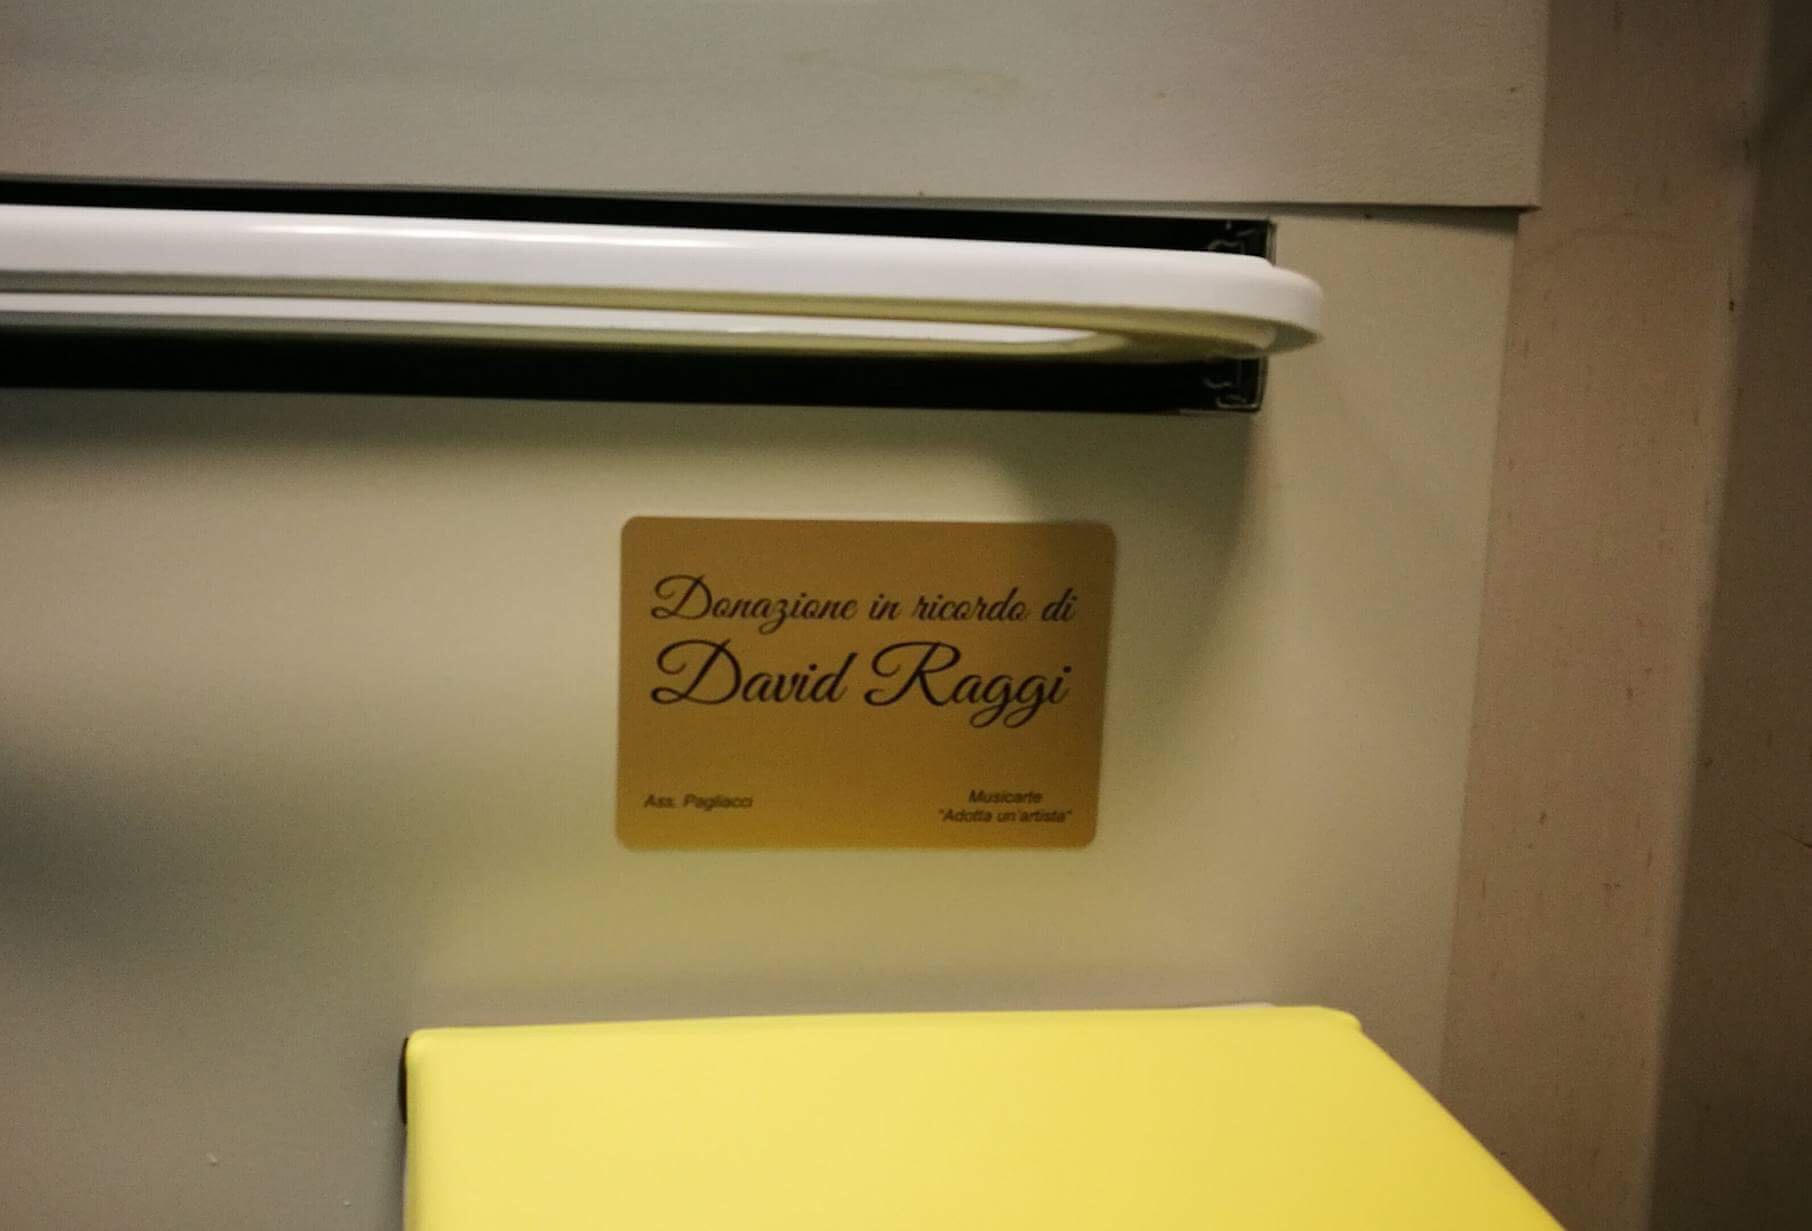 Donazione in ricordo di
David Raggi
Ass. Pagliacci
Musicarte
"Adotta un'artista"